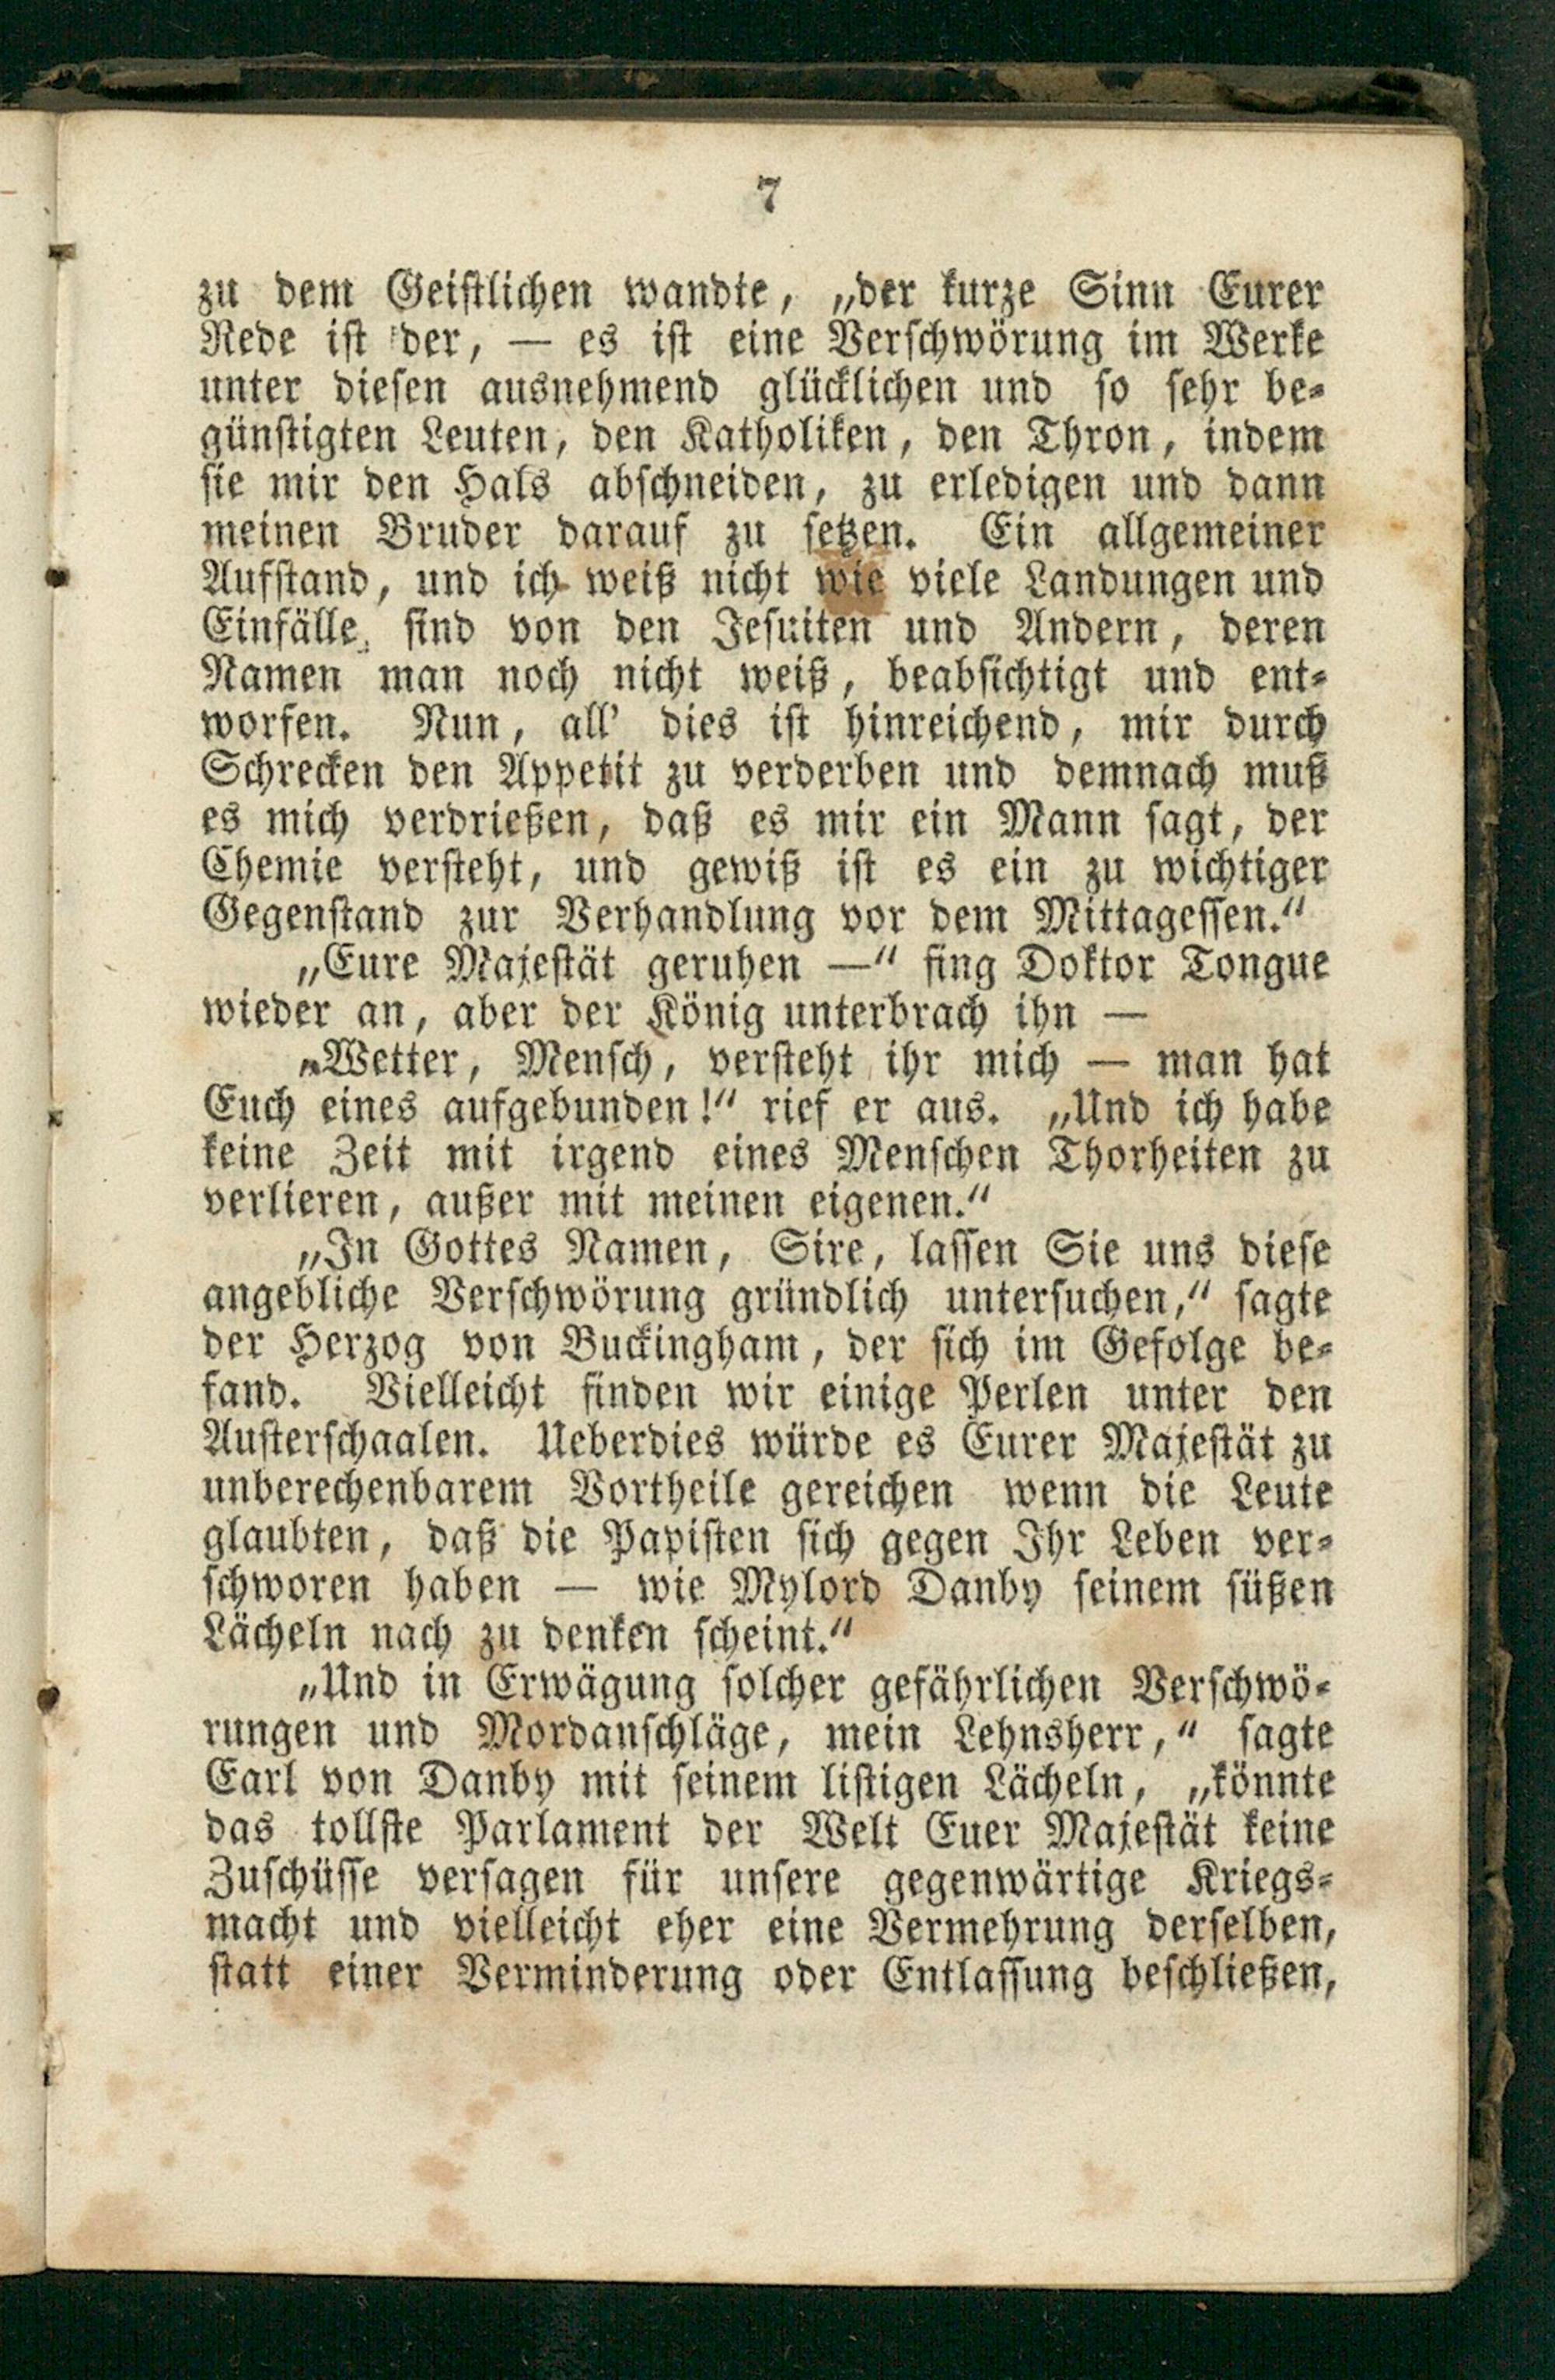 7
zu dem Geistlichen wandte, „der kurze Sinn Eurer
Rede ist der, — es ist eine Verschwörung im Werke
unter diesen ausnehmend glücklichen und so sehr be-
günstigten Leuten, den Katholiken, den Thron, indem
sie mir den Hals abschneiden, zu erledigen und dann
meinen Bruder darauf zu setzen. Ein allgemeiner
Aufstand, und ich weiß nicht wie viele Landungen und
Einfälle, sind von den Jesuiten und Andern, deren
Namen man noch nicht weiß, beabsichtigt und ent-
worfen. Nun, all' dies ist hinreichend, mir durch
Schrecken den Appetit zu verderben und demnach muß
es mich verdrießen, daß es mir ein Mann sagt, der
Chemie versteht, und gewiß ist es ein zu wichtiger
Gegenstand zur Verhandlung vor dem Mittagessen.“
„Eure Majestät geruhen —“ fing Doktor Tongue
wieder an, aber der König unterbrach ihn —
„Wetter, Mensch, versteht ihr mich — man hat
Euch eines aufgebunden!“ rief er aus. „Und ich habe
keine Zeit mit irgend eines Menschen Thorheiten zu
verlieren, außer mit meinen eigenen.“
„In Gottes Namen, Sire, lassen Sie uns diese
angebliche Verschwörung gründlich untersuchen,“ sagte
der Herzog von Buckingham, der sich im Gefolge be-
fand. Vielleicht finden wir einige Perlen unter den
Austerschaalen. Ueberdies würde es Eurer Majestät zu
unberechenbarem Vortheile gereichen wenn die Leute
glaubten, daß die Papisten sich gegen Ihr Leben ver-
schworen haben — wie Mylord Danby seinem süßen
Lächeln nach zu denken scheint.“
„Und in Erwägung solcher gefährlichen Verschwö-
rungen und Mordanschläge, mein Lehnsherr,“ sagte
Earl von Danby mit seinem listigen Lächeln, „könnte
das tollste Parlament der Welt Euer Majestät keine
Zuschüsse versagen für unsere gegenwärtige Kriegs-
macht und vielleicht eher eine Vermehrung derselben,
statt einer Verminderung oder Entlassung beschließen,